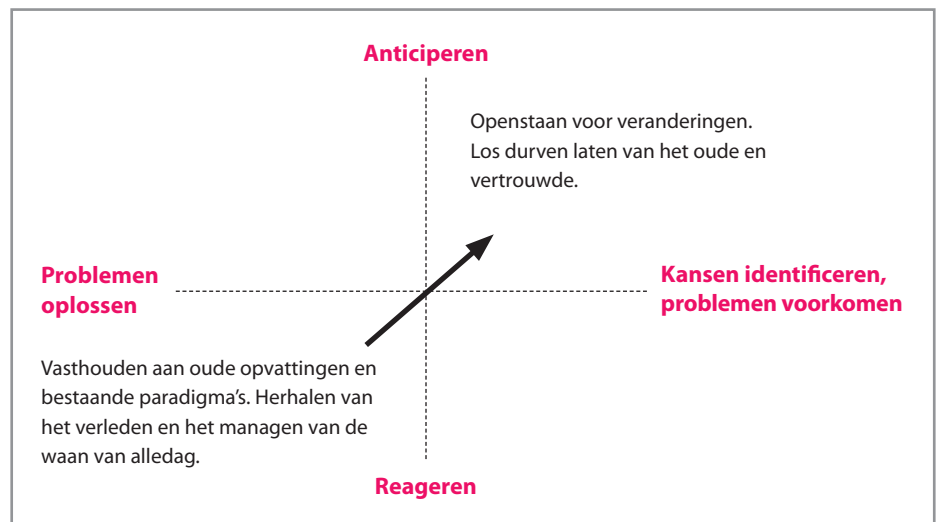 Anticiperen
Openstaan voor veranderingen.
Los durven laten van het oude en
vertrouwde.
Problemen
oplossen
Kansen identificeren,
problemen voorkomen
Vasthouden aan oude opvattingen en
bestaande paradigma’s. Herhalen van
het verleden en het managen van de
waan van alledag.
Reageren